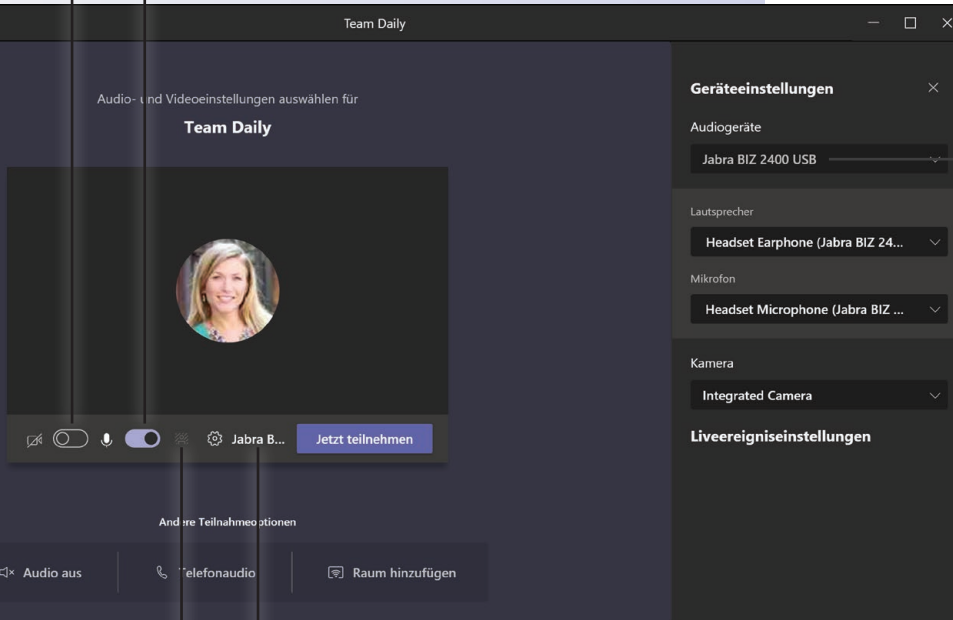 Team Daily
Audio- und Videoeinstellungen auswählen für
Team Daily
Jabra B...
Jetzt teilnehmen
Andere Teilnahmeoptionen
Audio aus
Telefonaudio
Raum hinzufügen
Geräteeinstellungen
Audiogeräte
Jabra BIZ 2400 USB
Lautsprecher
Headset Earphone (Jabra BIZ 24...
Mikrofon
Headset Microphone (Jabra BIZ ...
Kamera
Integrated Camera
Liveereigniseinstellungen